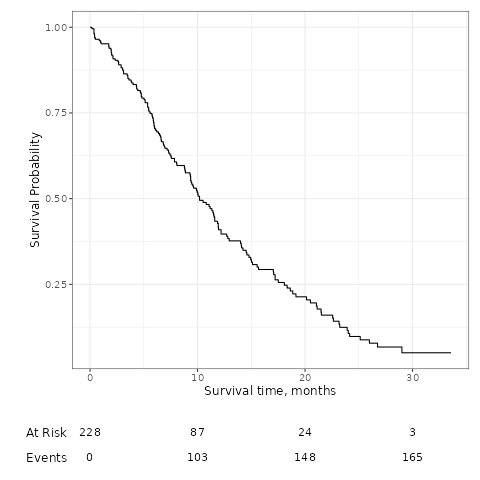 1.00
0.75
0.50
0.25
Survival Probability
0 10 20 30
Survival time, months
At Risk 228 87 24 3
Events 0 103 148 165